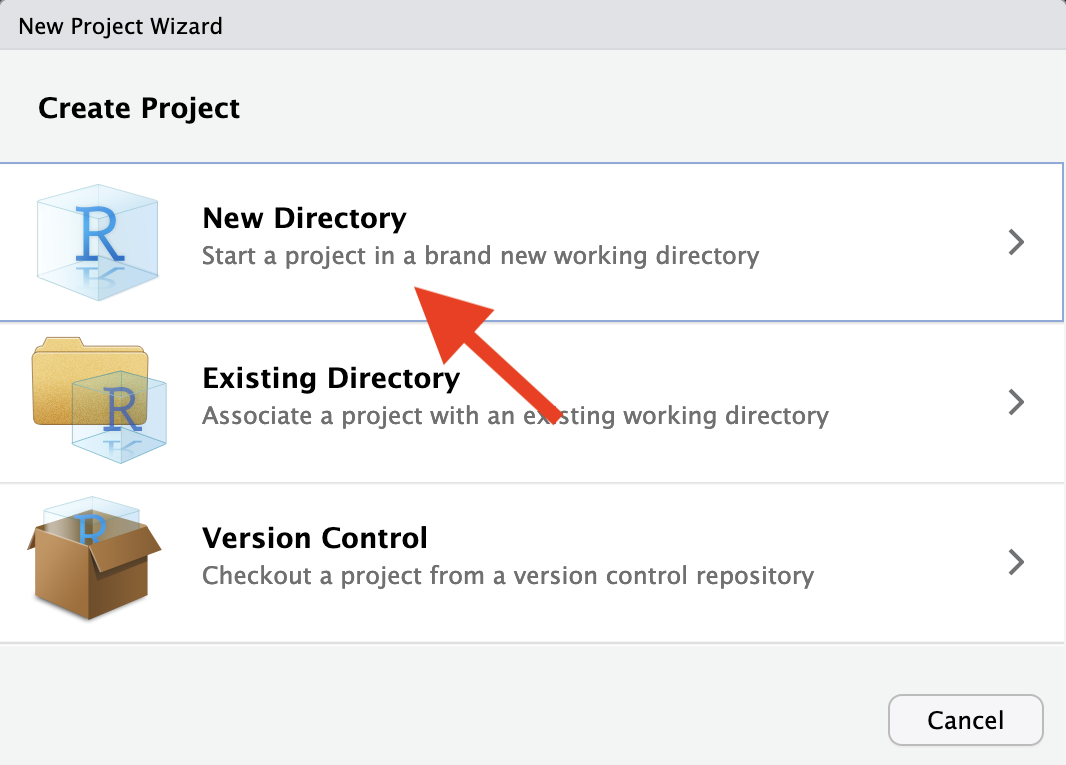 New Project Wizard
Create Project
R
New Directory
Start a project in a brand new working directory
R
Existing Directory
Associate a project with an existing working directory
R
Version Control
Checkout a project from a version control repository
Cancel